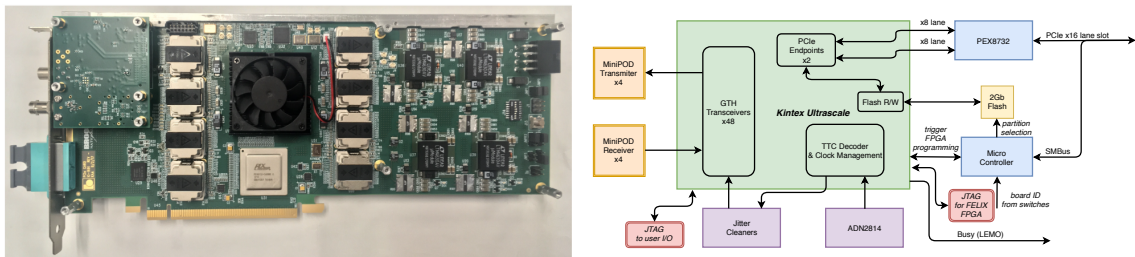 PLX
x8 lane
x8 lane
PCIe
Endpoints
x2
PEX8732
PCIe x16 lane slot
MiniPOD
Transmiter
x4
GTH
Transceivers
x48
Flash R/W
2Gb
Flash
Kintex Ultrascale
partition
selection
MiniPOD
Receiver
x4
TTC Decoder
& Clock Management
trigger
FPGA
programming
Micro
Controller
SMBus
JTAG
for FELIX
FPGA
board ID
from switches
JTAG
to user I/O
Jitter
Cleaners
ADN2814
Busy (LEMO)